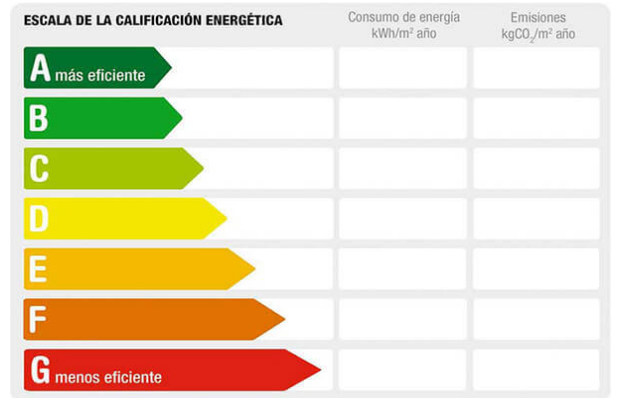 ESCALA DE LA CALIFICACIÓN ENERGÉTICA
Consumo de energía
kWh/m² año
Emisiones
kgCO₂/m² año
A más eficiente
B
C
D
E
F
G menos eficiente